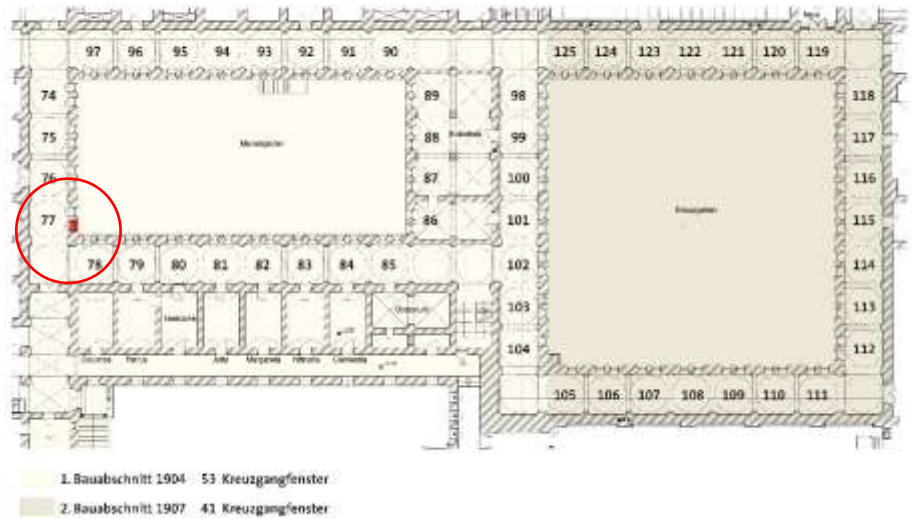 97 96 95 94 93 92 91 90 125 124 123 122 121 120 119
74 89 98 118
75 88 99 117
Kreuzgarten
76 87 100 116
77 86 101 115
78 79 80 81 82 83 84 85 102 114
103 113
104 112
105 106 107 108 109 110 111
1. Bauabschnitt 1904 53 Kreuzgangfenster
2. Bauabschnitt 1907 41 Kreuzgangfenster